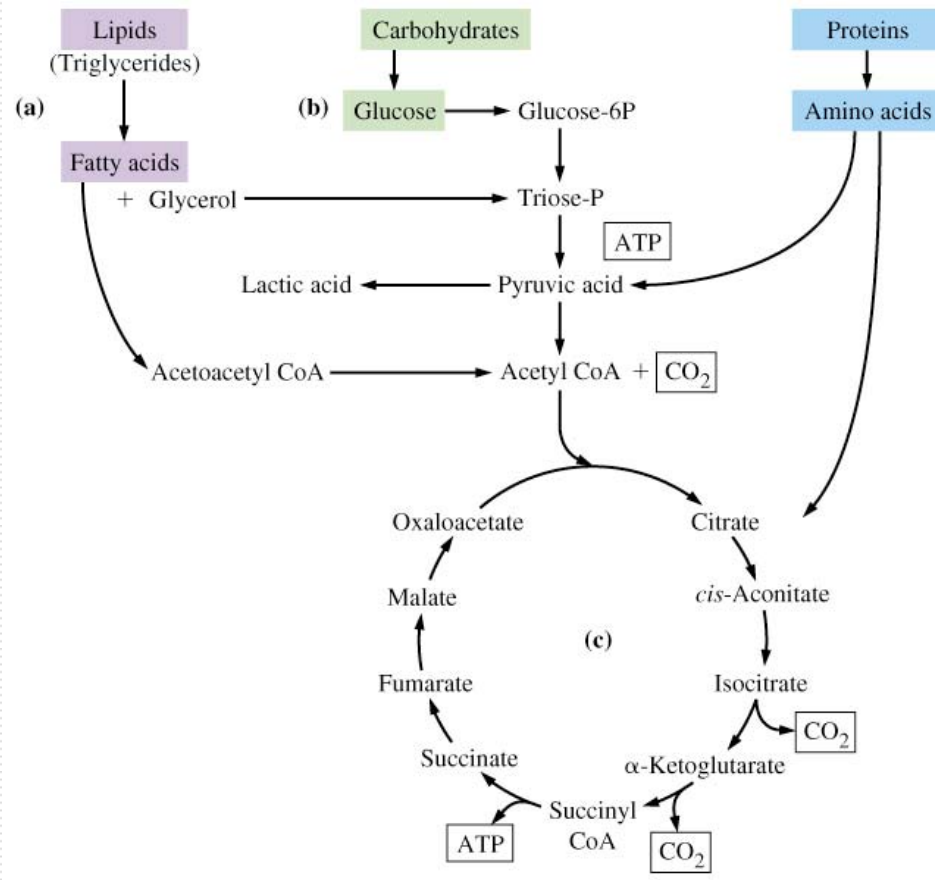 Lipids
(Triglycerides)
Carbohydrates
Proteins
(a)
(b)
Glucose
Glucose-6P
Amino acids
Fatty acids
+ Glycerol
Triose-P
ATP
Lactic acid
Pyruvic acid
Acetoacetyl CoA
Acetyl CoA + CO₂
Oxaloacetate
Citrate
Malate
cis-Aconitate
(c)
Fumarate
Isocitrate
CO₂
Succinate
α-Ketoglutarate
Succinyl
CoA
ATP
CO₂